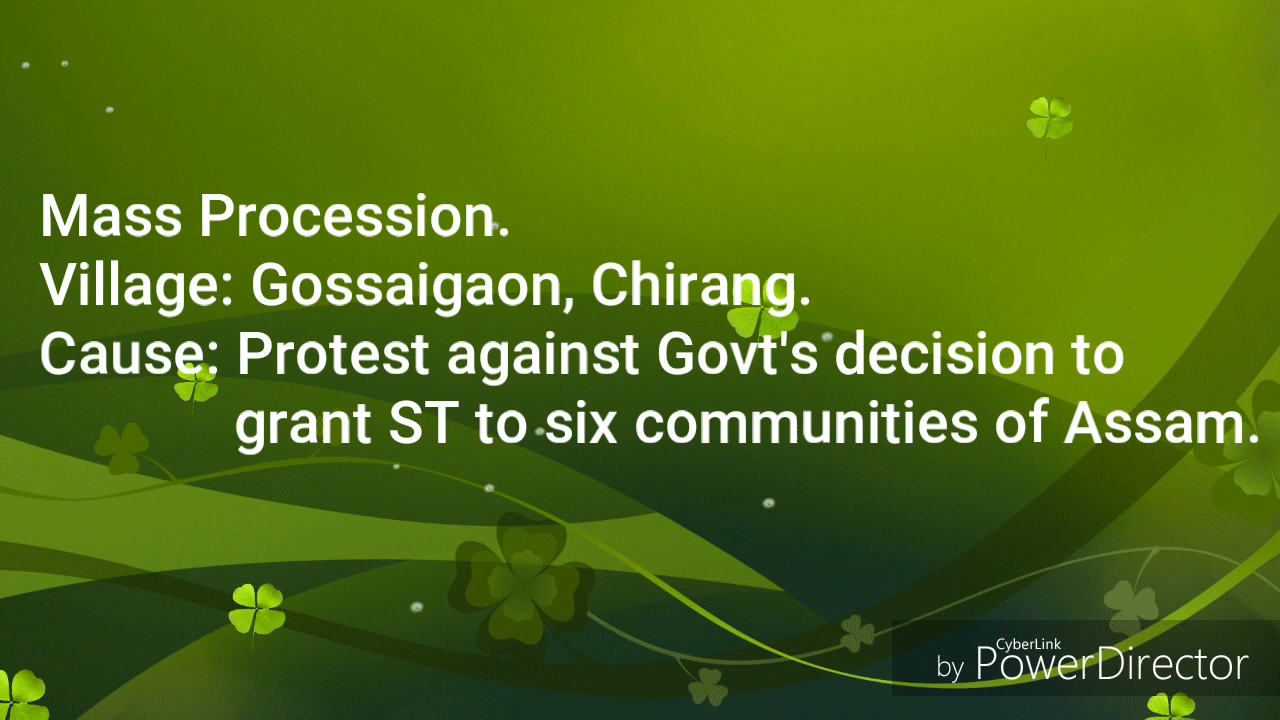 Mass Procession.
Village: Gossaigaon, Chirang.
Cause: Protest against Govt's decision to
grant ST to six communities of Assam.
CyberLink
by PowerDirector